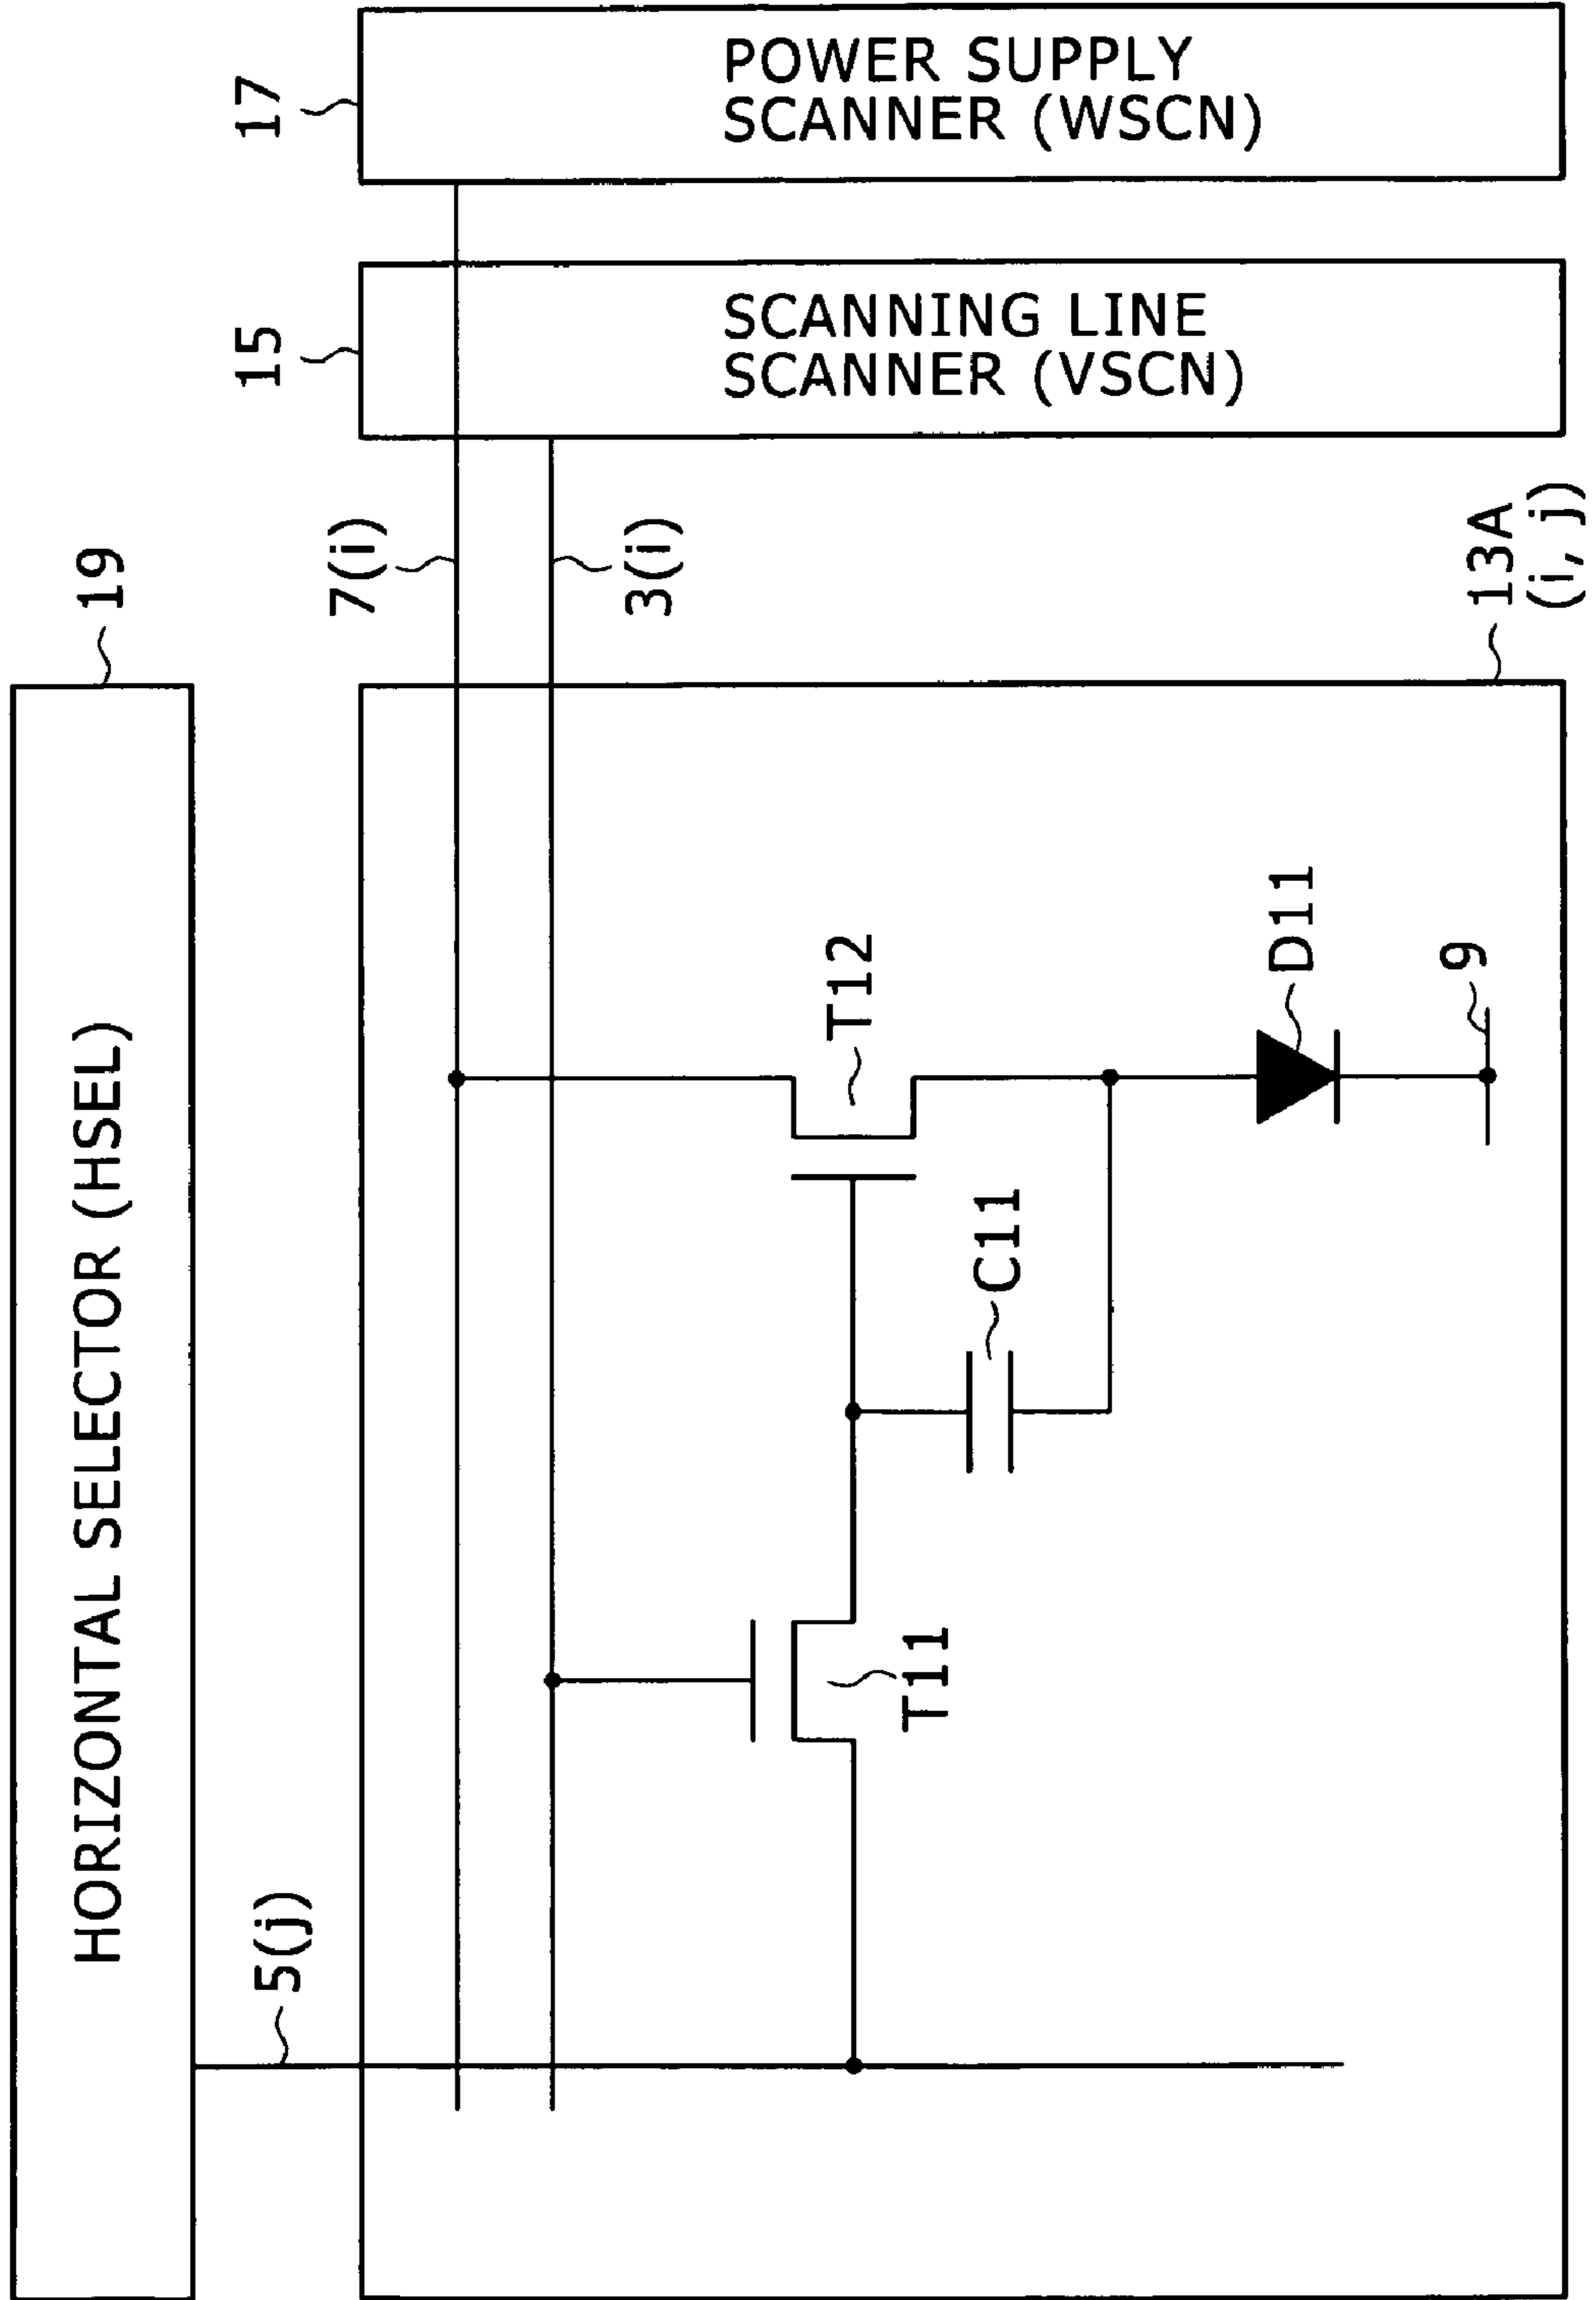 HORIZONTAL SELECTOR (HSEL)
19
5(j)
7(i)
3(i)
15
17
SCANNING LINE
SCANNER (VSCN)
POWER SUPPLY
SCANNER (WSCN)
T11
T12
C11
D11
9
13A
(i, j)